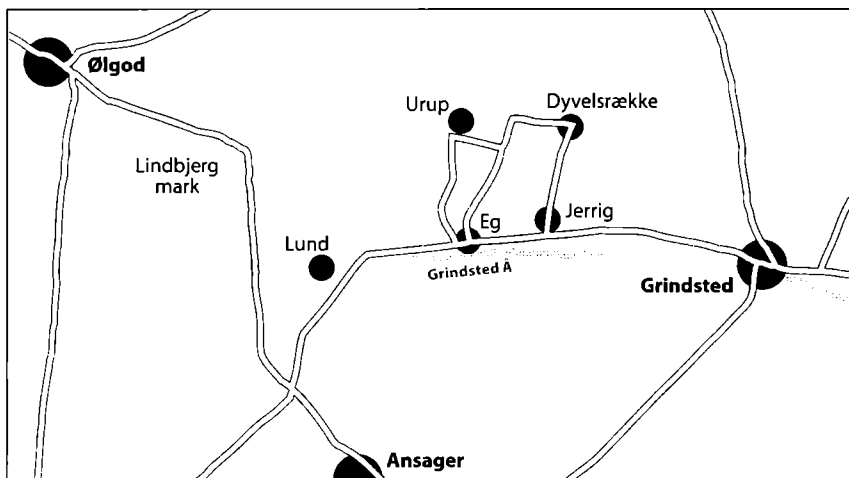 Ølgod
Urup
Dyvelsrække
Lindbjerg
mark
Eg
Jerrig
Lund
Grindsted Å
Grindsted
Ansager